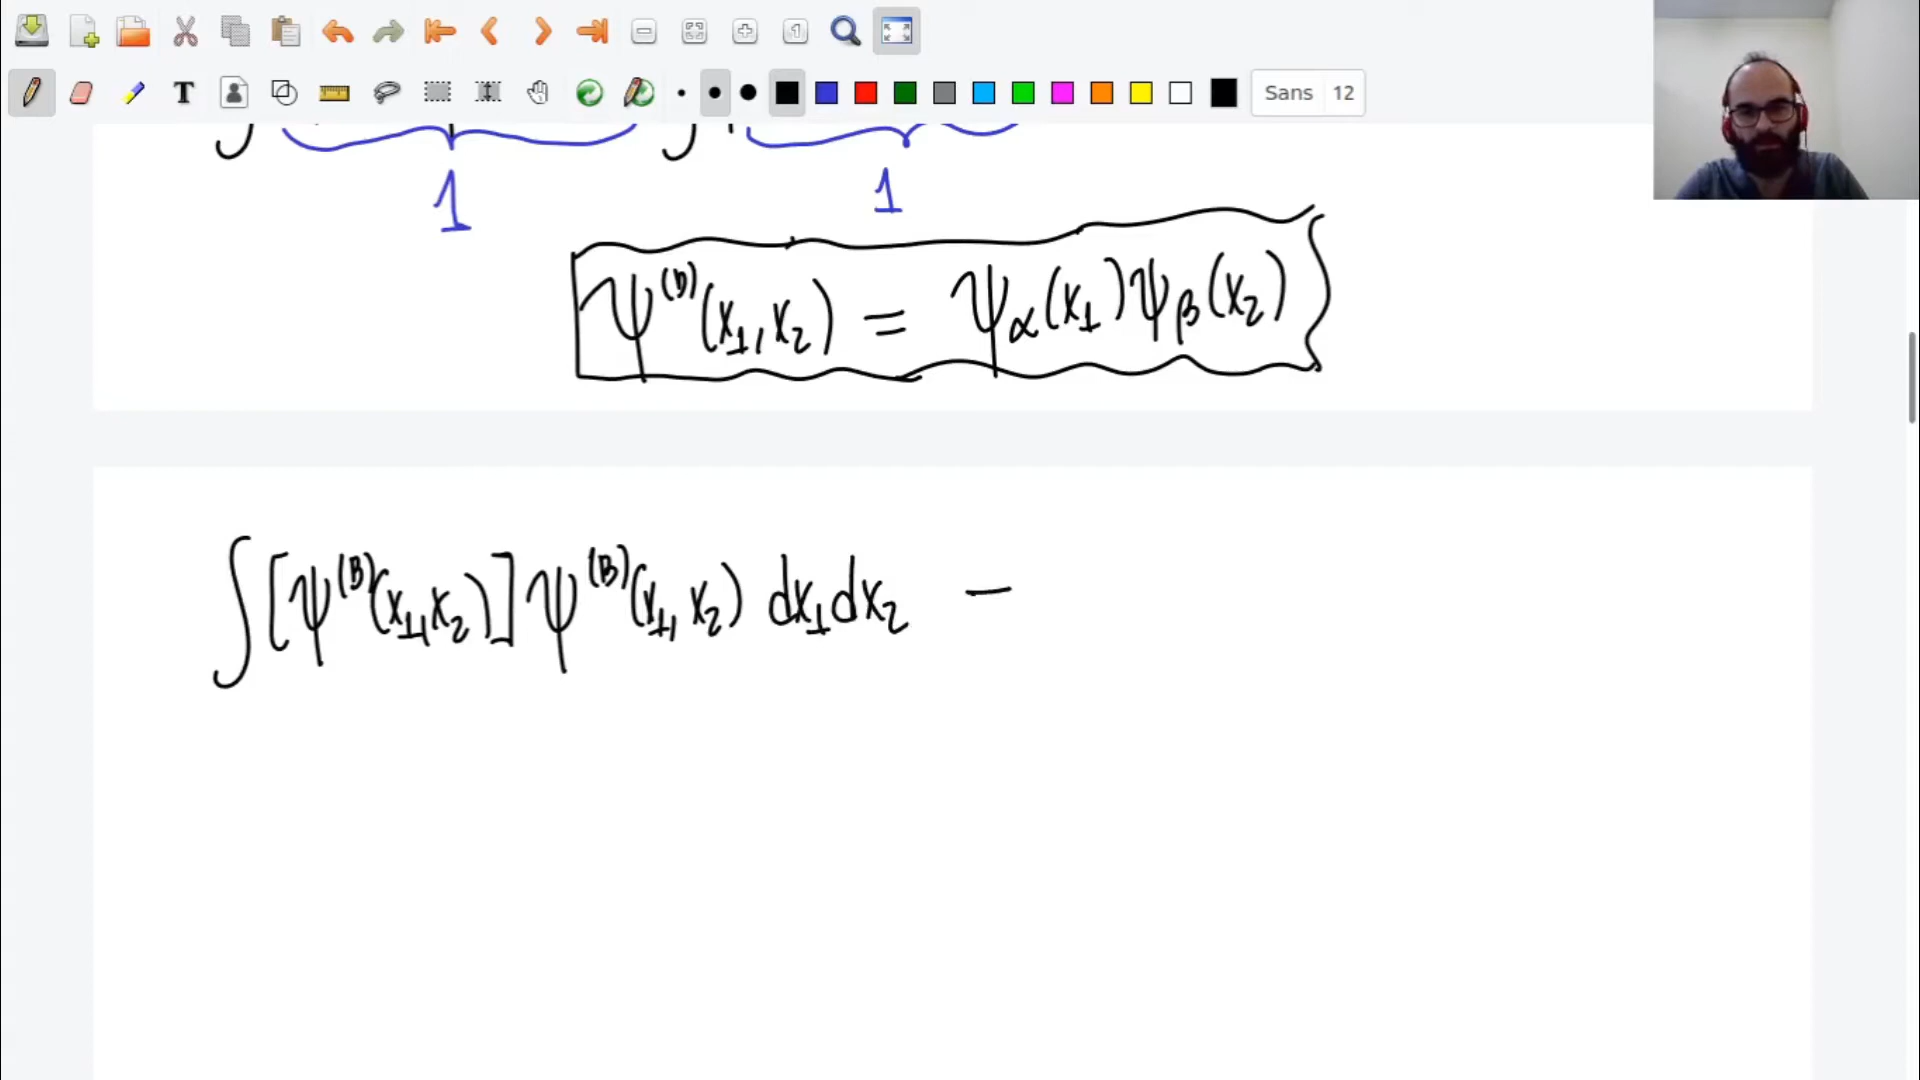 T Sans 12
1 1
ψ^(D)(x₁, x₂) = ψ_α(x₁)ψ_β(x₂)
∫[ψ^(B)(x₁, x₂)] ψ^(B)(x₁, x₂) dx₁dx₂ —